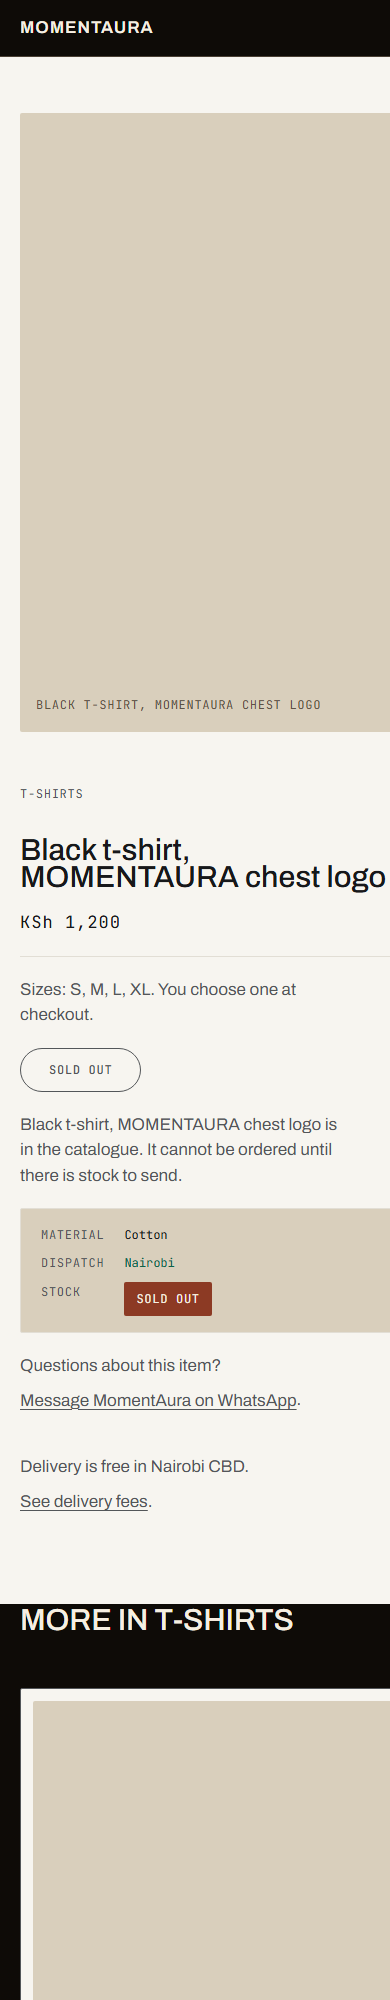 MOMENTAURA
BLACK T-SHIRT, MOMENTAURA CHEST LOGO
T-SHIRTS
Black t-shirt,
MOMENTAURA chest logo
KSh 1,200
Sizes: S, M, L, XL. You choose one at
checkout.
SOLD OUT
Black t-shirt, MOMENTAURA chest logo is
in the catalogue. It cannot be ordered until
there is stock to send.
MATERIAL Cotton
DISPATCH Nairobi
STOCK SOLD OUT
Questions about this item?
Message MomentAura on WhatsApp.
Delivery is free in Nairobi CBD.
See delivery fees.
MORE IN T-SHIRTS